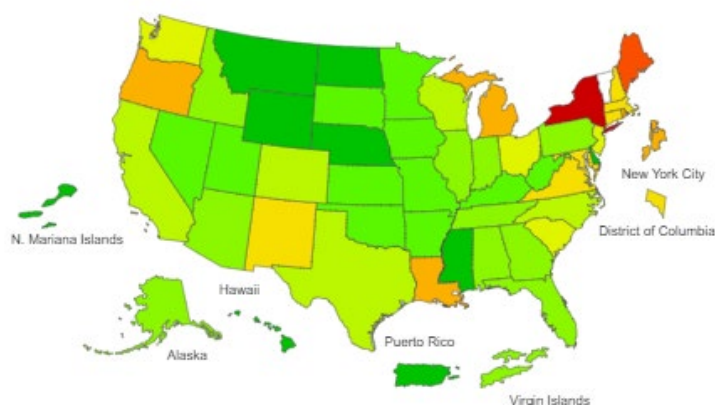 New York City
District of Columbia
N. Mariana Islands
Hawaii
Puerto Rico
Alaska
Virgin Islands